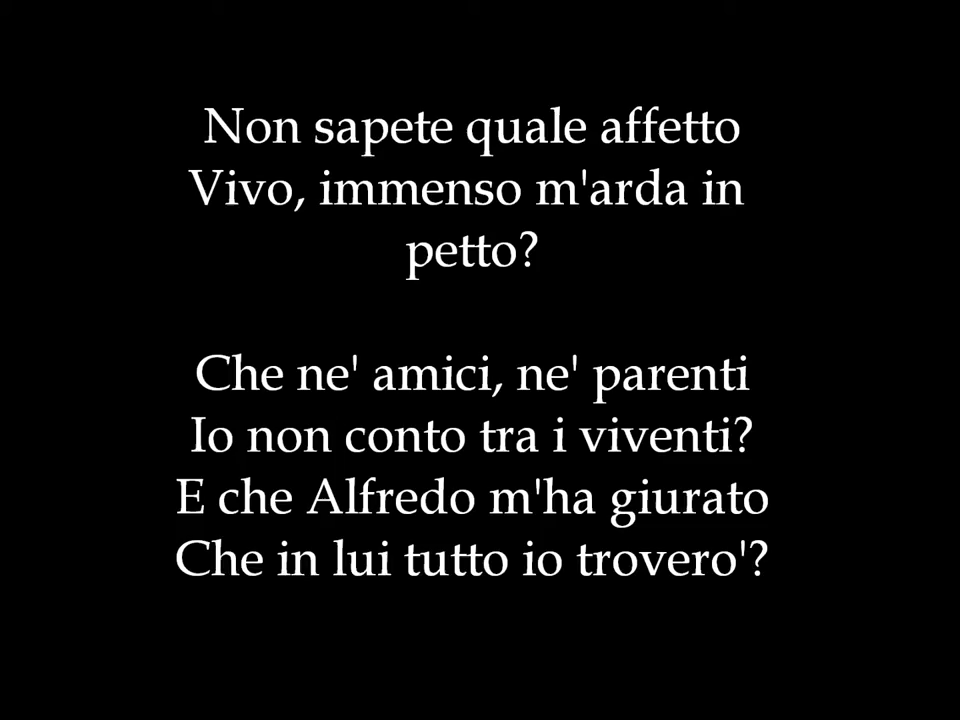 Non sapete quale affetto
Vivo, immenso m'arda in
petto?
Che ne' amici, ne' parenti
Io non conto tra i viventi?
E che Alfredo m'ha giurato
Che in lui tutto io trovero'?